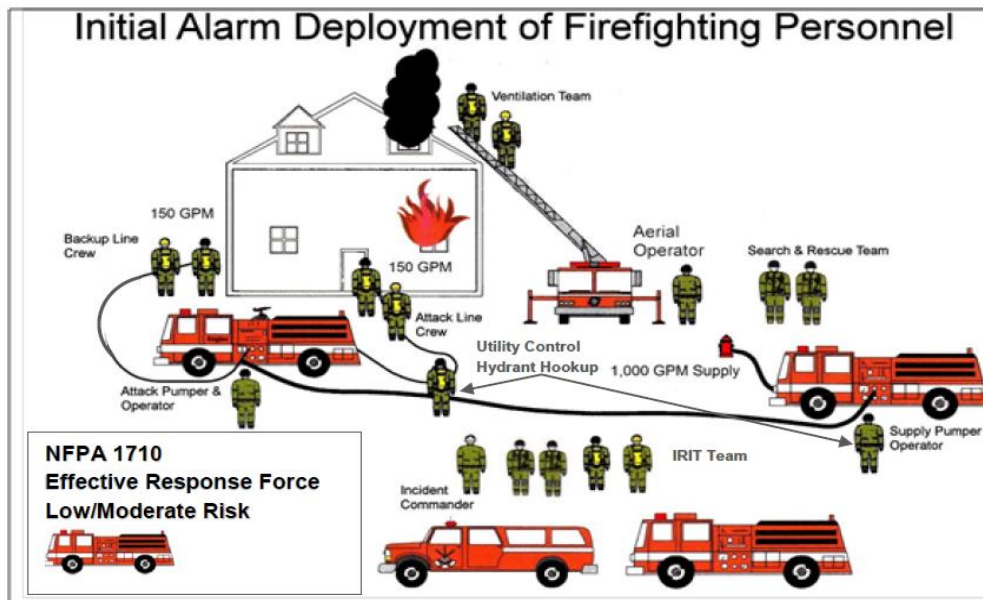 Initial Alarm Deployment of Firefighting Personnel
Ventilation Team
150 GPM
Backup Line
Crew
150 GPM
Aerial
Operator
Search & Rescue Team
Attack Line
Crew
Engine
Utility Control
Hydrant Hookup
1,000 GPM Supply
Attack Pumper &
Operator
Supply Pumper
Operator
NFPA 1710
Effective Response Force
Low/Moderate Risk
IRIT Team
Incident
Commander